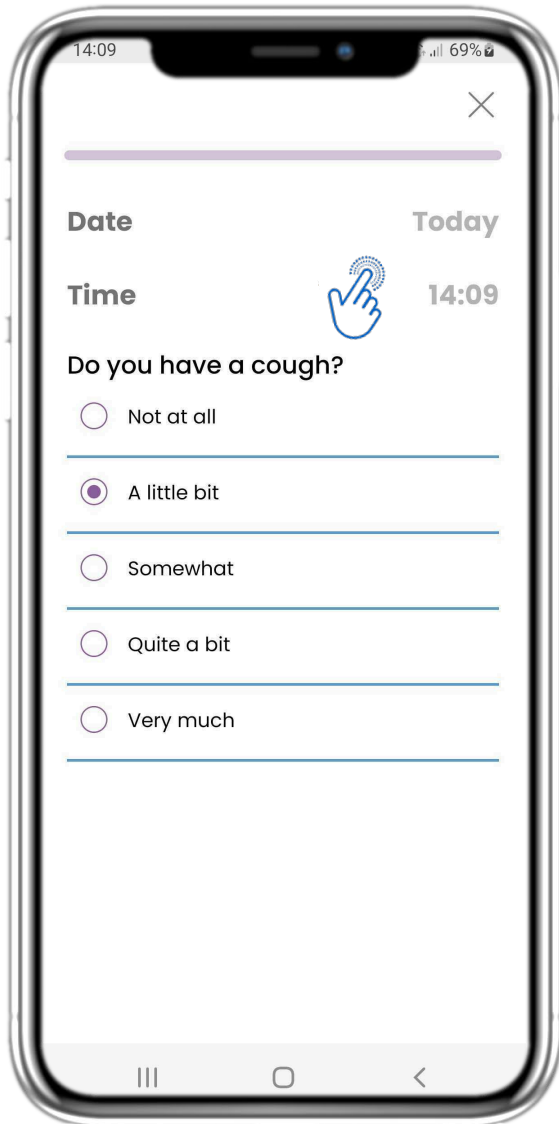 14:09 69%
Date Today
Time 14:09
Do you have a cough?
Not at all
A little bit
Somewhat
Quite a bit
Very much